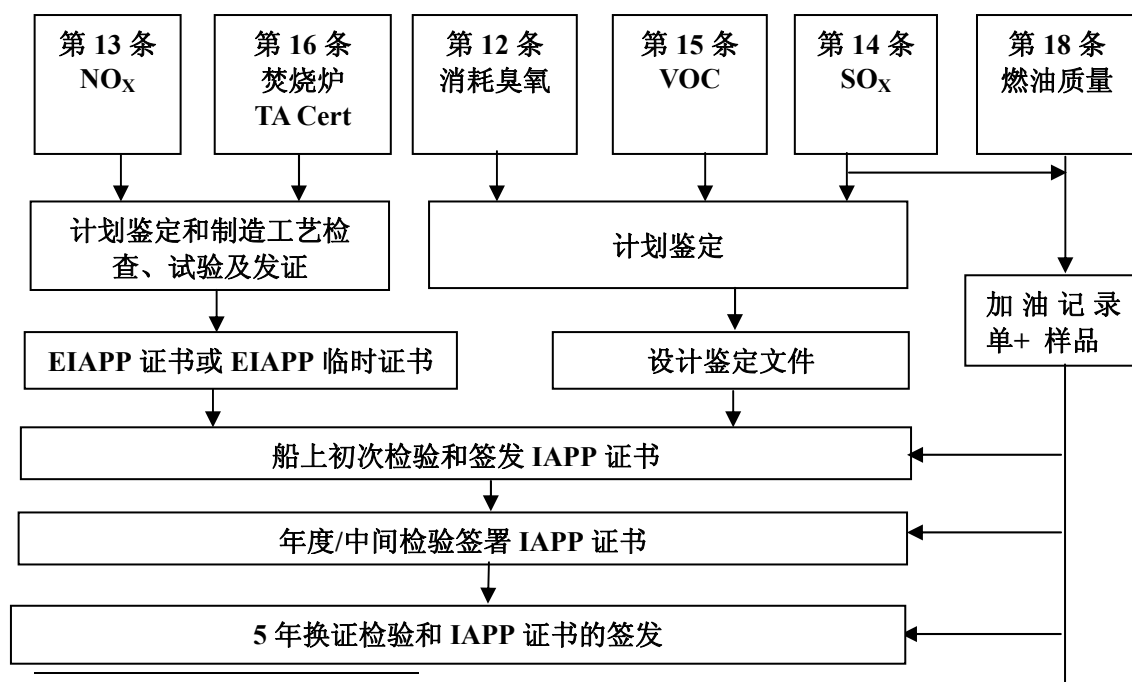 第 13 条
NOX
第 16 条
焚烧炉
TA Cert
第 12 条
消耗臭氧
第 15 条
VOC
第 14 条
SOX
第 18 条
燃油质量
计划鉴定和制造工艺检
查、试验及发证
计划鉴定
加 油 记 录
单+ 样品
EIAPP 证书或 EIAPP 临时证书
设计鉴定文件
船上初次检验和签发 IAPP 证书
年度/中间检验签署 IAPP 证书
5 年换证检验和 IAPP 证书的签发